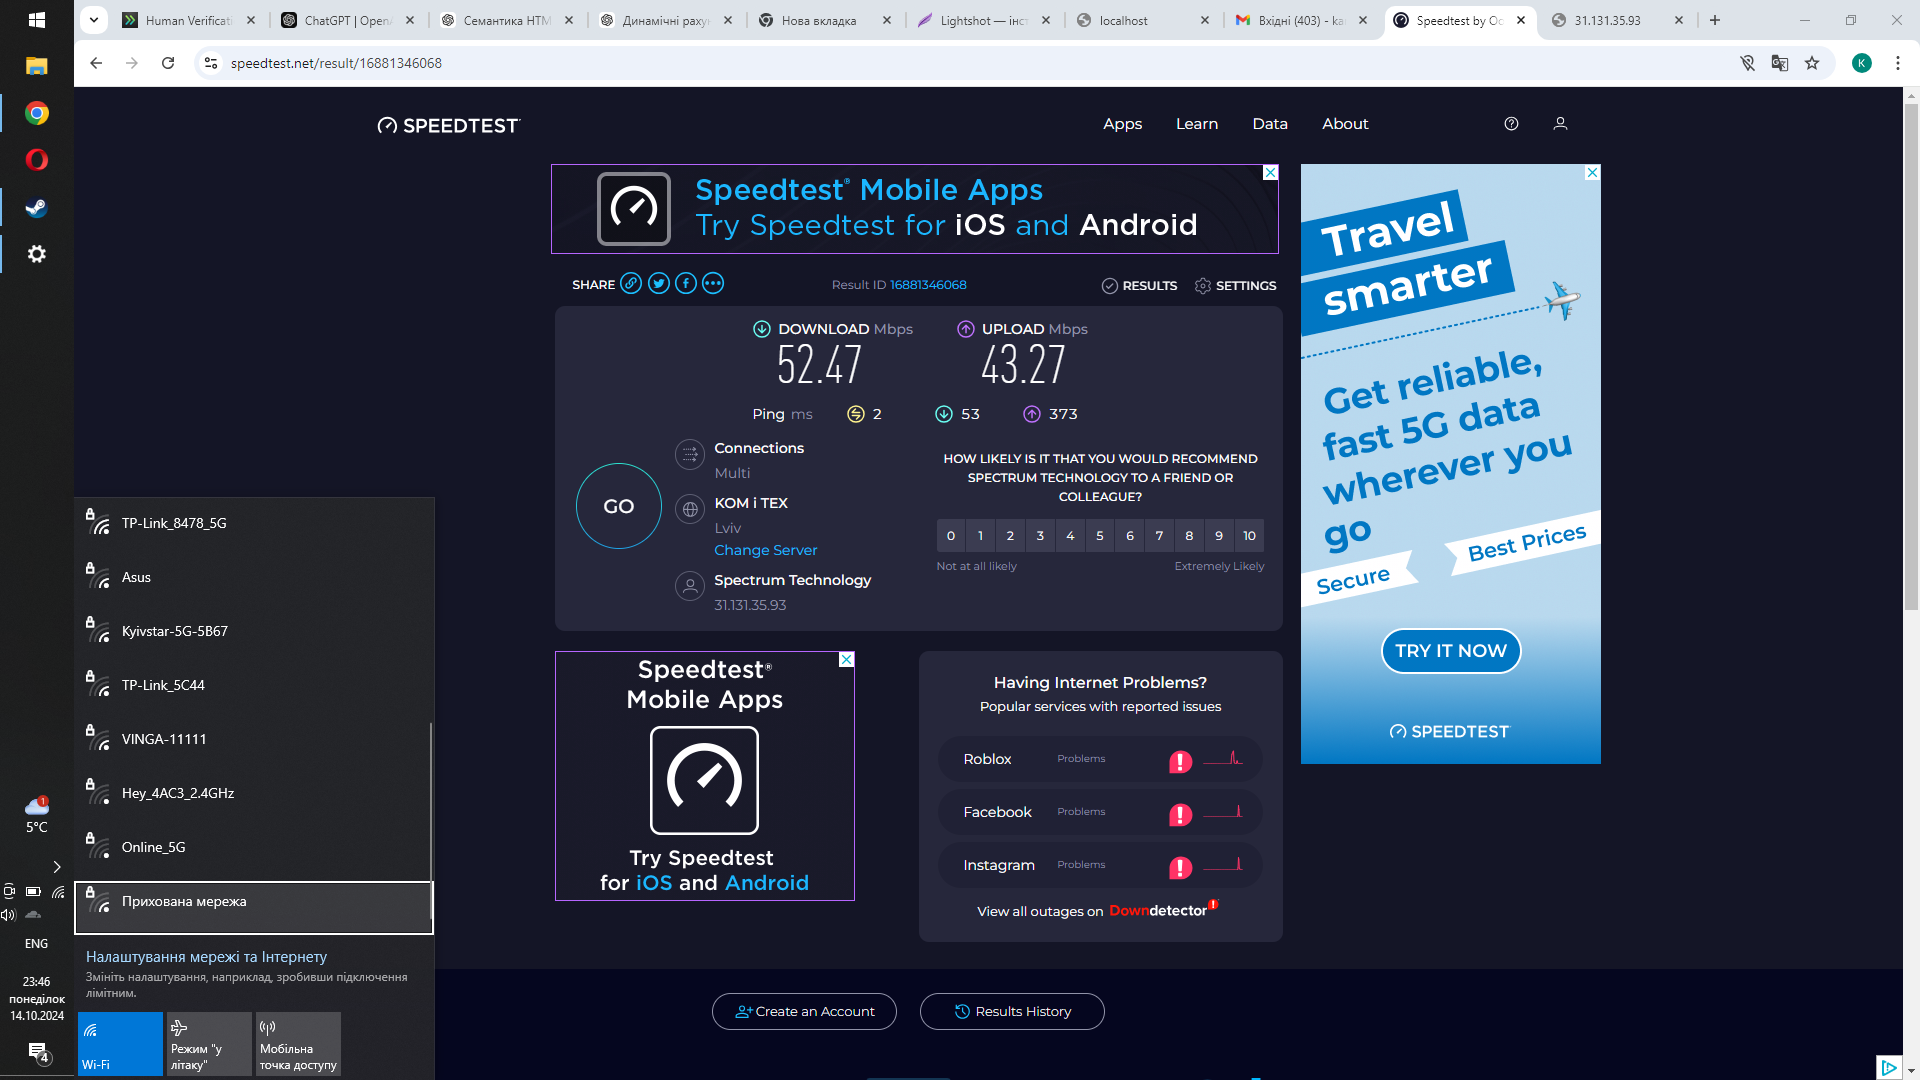 Human Verificati
ChatGPT | OpenA
Семантика HTM
Динамічні рахун
Нова вкладка
Lightshot — інс
localhost
Вхідні (403) - ka
Speedtest by Oo
31.131.35.93
speedtest.net/result/16881346068
K
SPEEDTEST
Apps
Learn
Data
About
Speedtest® Mobile Apps
Try Speedtest for iOS and Android
SHARE
Result ID 16881346068
RESULTS
SETTINGS
DOWNLOAD Mbps
52.47
UPLOAD Mbps
43.27
Ping ms
2
53
373
GO
Connections
Multi
KOM i TEX
Lviv
Change Server
Spectrum Technology
31.131.35.93
HOW LIKELY IS IT THAT YOU WOULD RECOMMEND
SPECTRUM TECHNOLOGY TO A FRIEND OR
COLLEAGUE?
0 1 2 3 4 5 6 7 8 9 10
Not at all likely
Extremely Likely
Travel
smarter
Get reliable,
fast 5G data
wherever you
go
Secure
Best Prices
TRY IT NOW
SPEEDTEST
Speedtest®
Mobile Apps
Try Speedtest
for iOS and Android
Having Internet Problems?
Popular services with reported issues
Roblox
Problems
Facebook
Problems
Instagram
Problems
View all outages on Downdetector
Create an Account
Results History
TP-Link_8478_5G
Asus
Kyivstar-5G-5B67
TP-Link_5C44
VINGA-11111
Hey_4AC3_2.4GHz
Online_5G
Прихована мережа
Налаштування мережі та Інтернету
Змініть налаштування, наприклад, зробивши підключення
лімітним.
Wi-Fi
Режим "у
літаку"
Мобільна
точка доступу
1
5°C
ENG
23:46
понеділок
14.10.2024
4